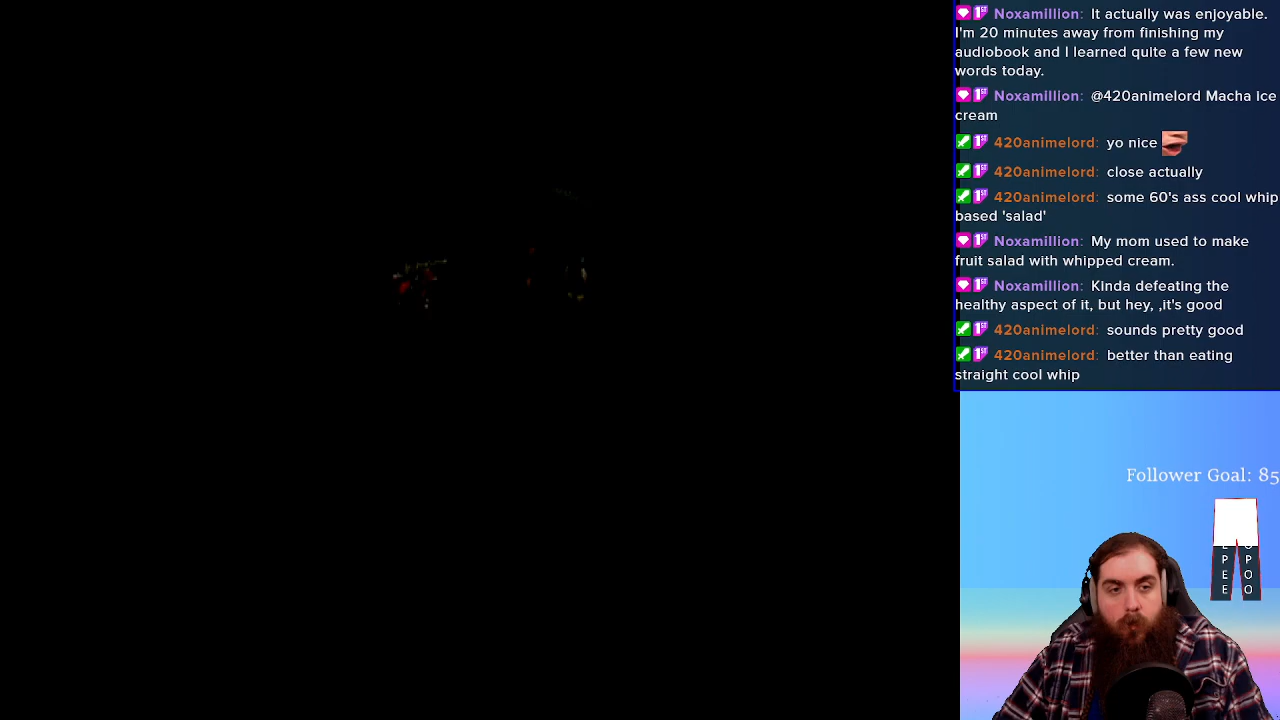 Noxamillion: It actually was enjoyable.
I'm 20 minutes away from finishing my
audiobook and I learned quite a few new
words today.
Noxamillion: @420animelord Macha ice
cream
420animelord: yo nice
420animelord: close actually
420animelord: some 60's ass cool whip
based 'salad'
Noxamillion: My mom used to make
fruit salad with whipped cream.
Noxamillion: Kinda defeating the
healthy aspect of it, but hey, ,it's good
420animelord: sounds pretty good
420animelord: better than eating
straight cool whip
Follower Goal: 85
P P
E O
E O